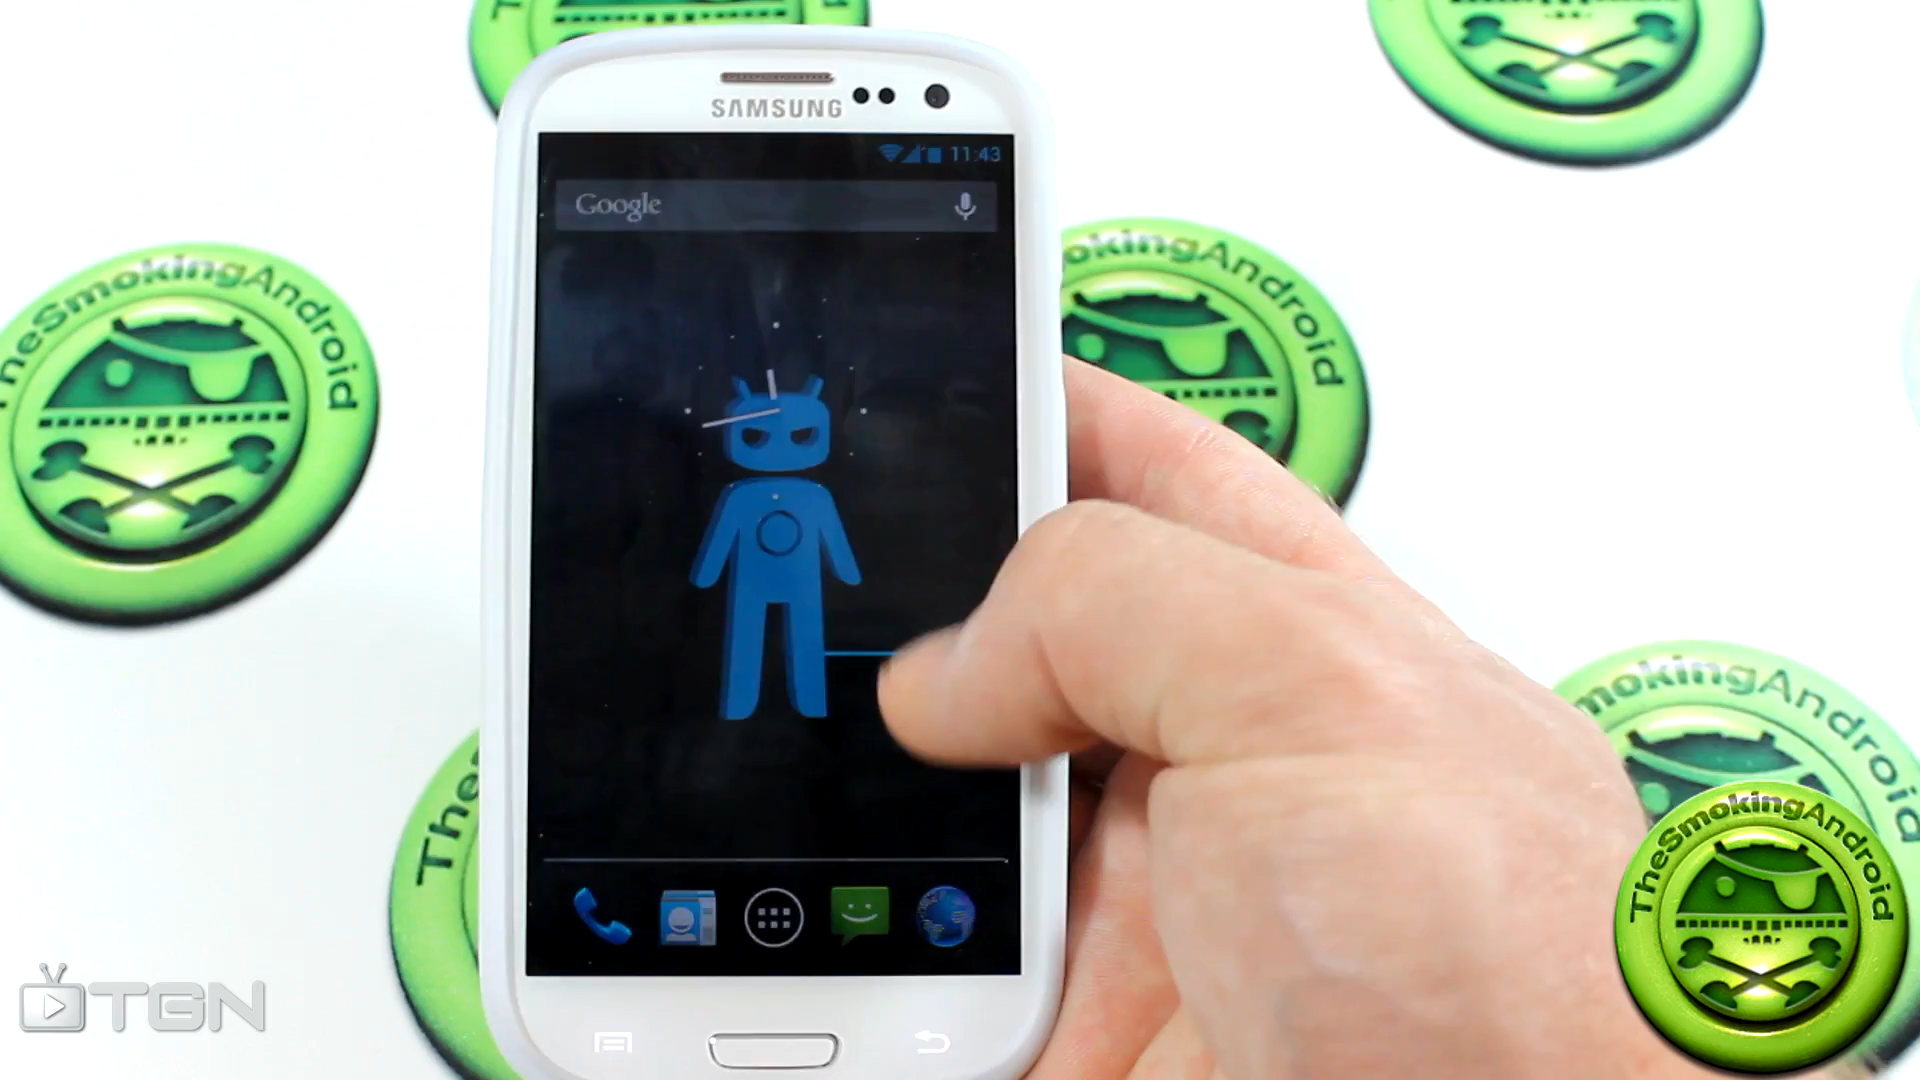 SAMSUNG
11:43
Google
TheSmokingAndroid
okingAndroid
The
mokingAndroid
TheSmokingAndroid
TGN